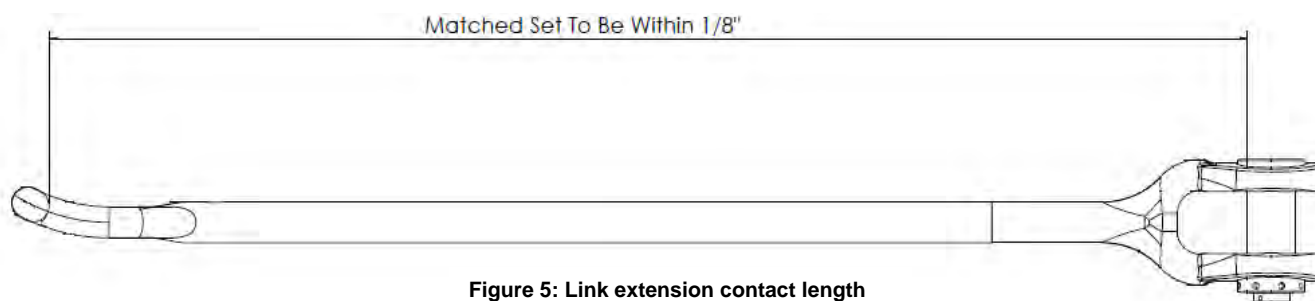 Matched Set To Be Within 1/8"
Figure 5: Link extension contact length